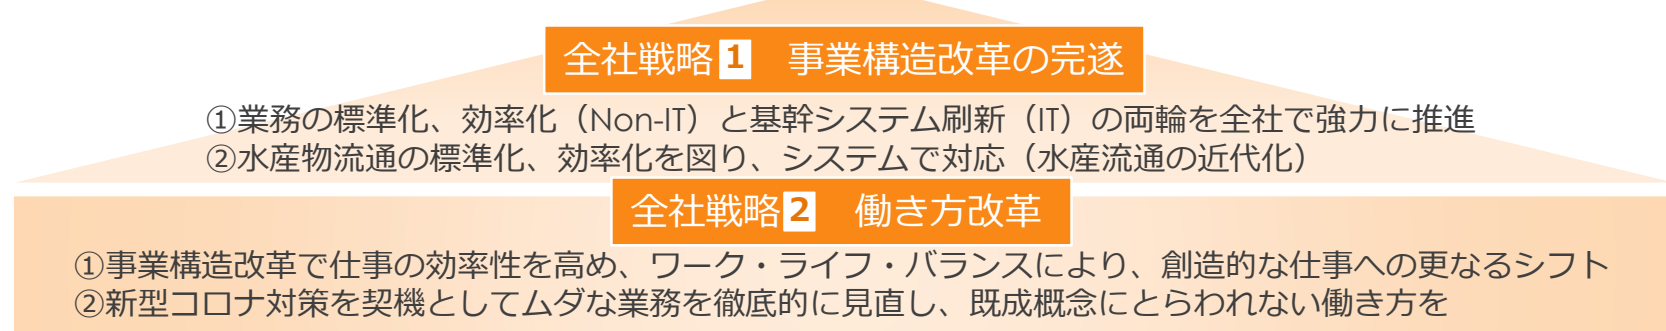 全社戦略1　事業構造改革の完遂
①業務の標準化、効率化（Non-IT）と基幹システム刷新（IT）の両輪を全社で強力に推進
②水産物流通の標準化、効率化を図り、システムで対応（水産流通の近代化）
全社戦略2　働き方改革
①事業構造改革で仕事の効率性を高め、ワーク・ライフ・バランスにより、創造的な仕事への更なるシフト
②新型コロナ対策を契機としてムダな業務を徹底的に見直し、既成概念にとらわれない働き方を